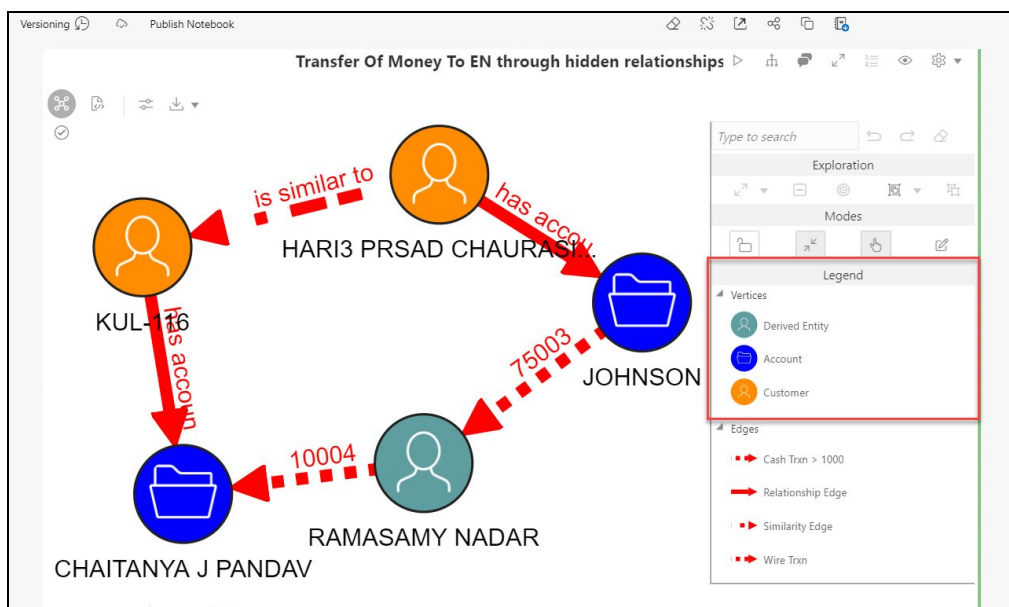 Versioning
Publish Notebook
Transfer Of Money To EN through hidden relationships
Type to search
Exploration
Modes
Legend
Vertices
Derived Entity
Account
Customer
Edges
Cash Trxn > 1000
Relationship Edge
Similarity Edge
Wire Trxn
is similar to
HARI3 PRSAD CHAURASI...
has accou
KUL-116
has accoun
JOHNSON
75003
10004
RAMASAMY NADAR
CHAITANYA J PANDAV